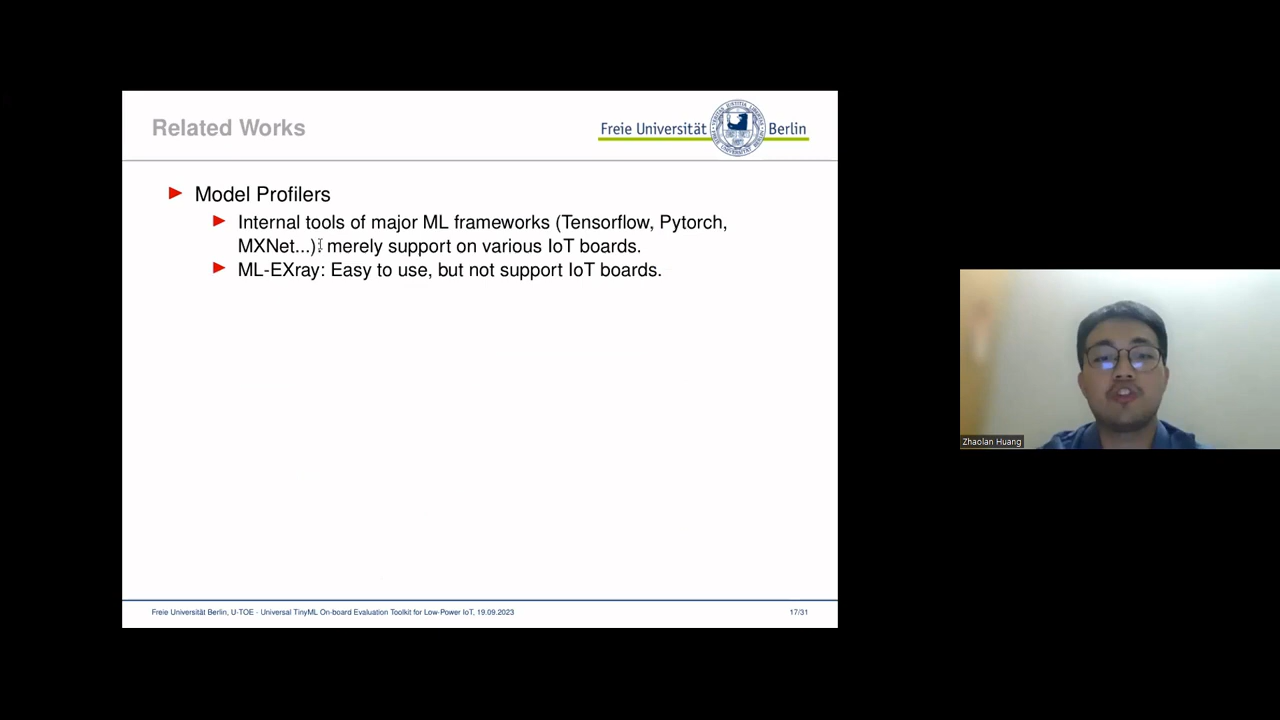 Related Works
Freie Universität Berlin
Model Profilers
Internal tools of major ML frameworks (Tensorflow, Pytorch,
MXNet...): merely support on various IoT boards.
ML-EXray: Easy to use, but not support IoT boards.
Zhaolan Huang
Freie Universität Berlin, U-TOE - Universal TinyML On-board Evaluation Toolkit for Low-Power IoT, 19.09.2023
17/31